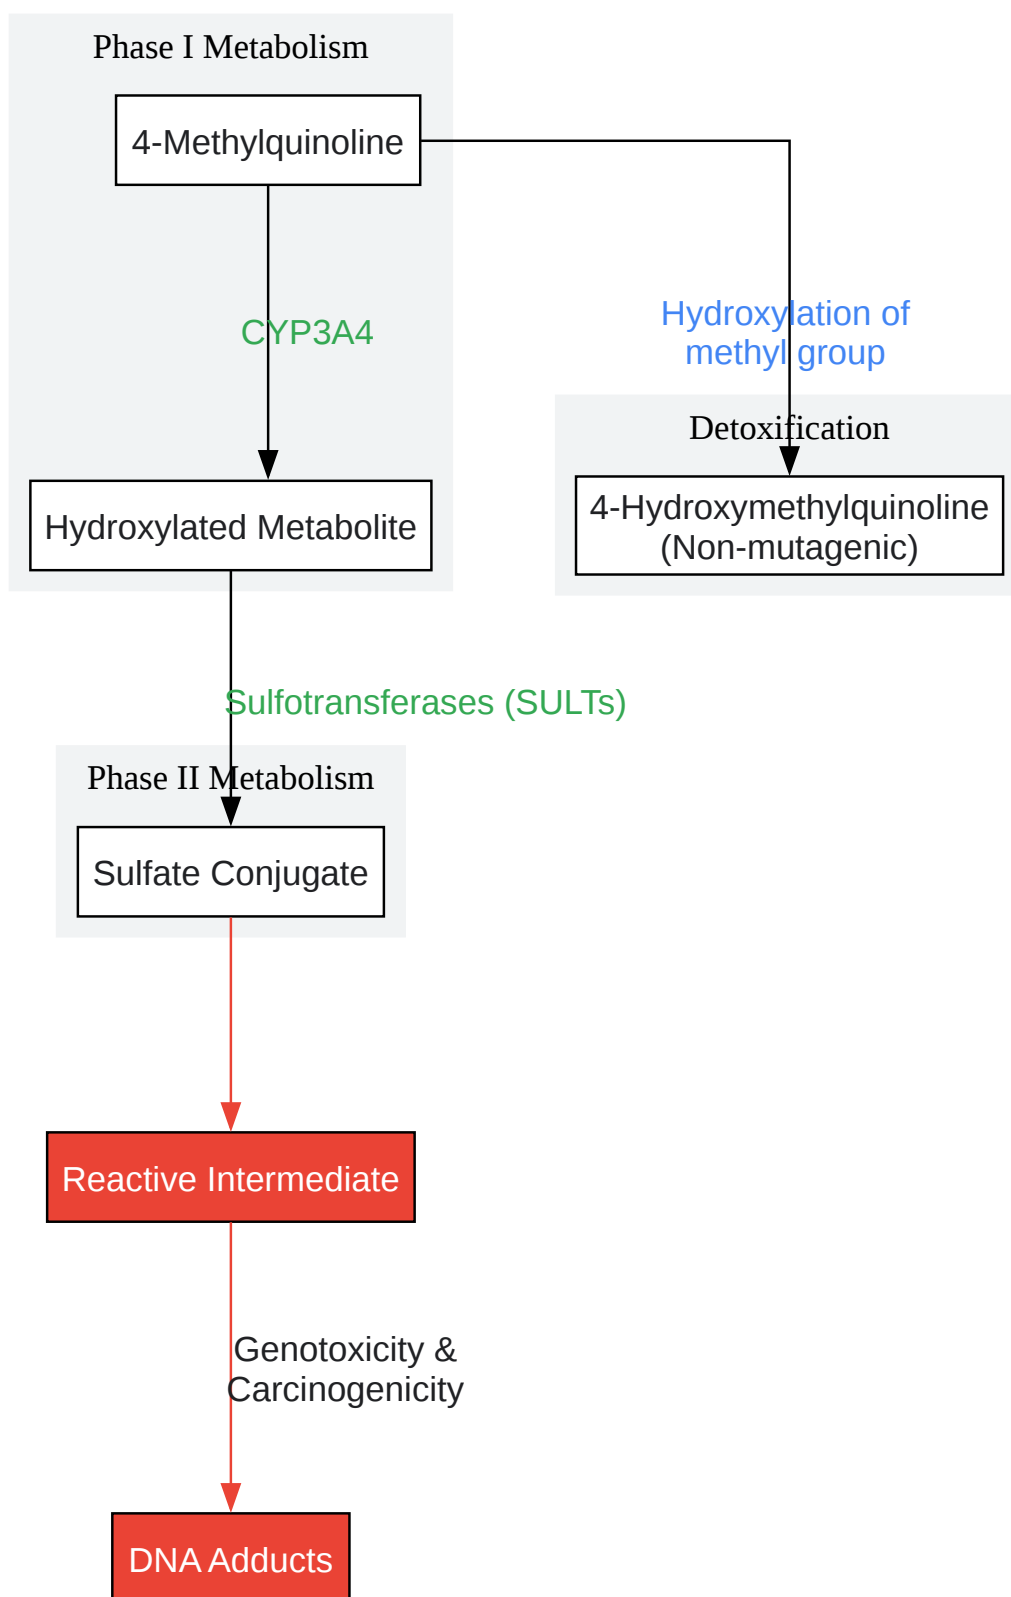 Phase I Metabolism
4-Methylquinoline
CYP3A4
Hydroxylation of
methyl group
Detoxification
Hydroxylated Metabolite
4-Hydroxymethylquinoline
(Non-mutagenic)
Sulfotransferases (SULTs)
Phase II Metabolism
Sulfate Conjugate
Reactive Intermediate
Genotoxicity &
Carcinogenicity
DNA Adducts